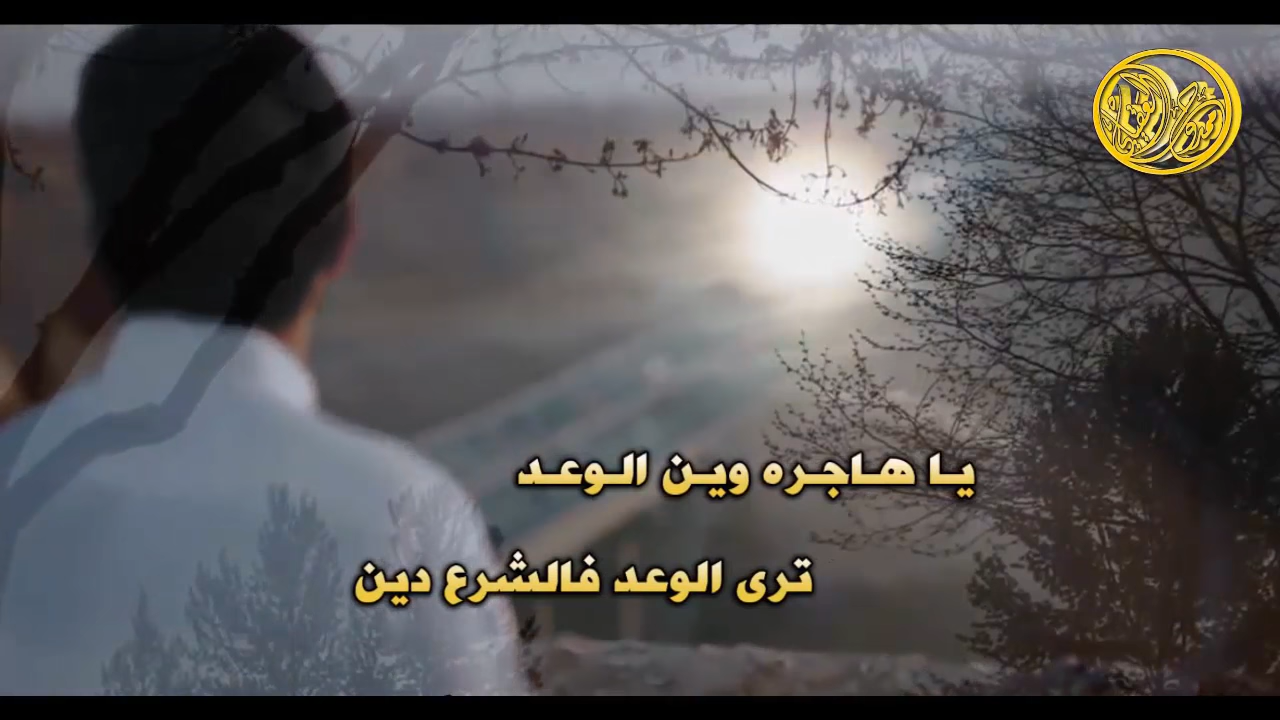 يا هاجره وين الوعد
ترى الوعد فالشرع دين